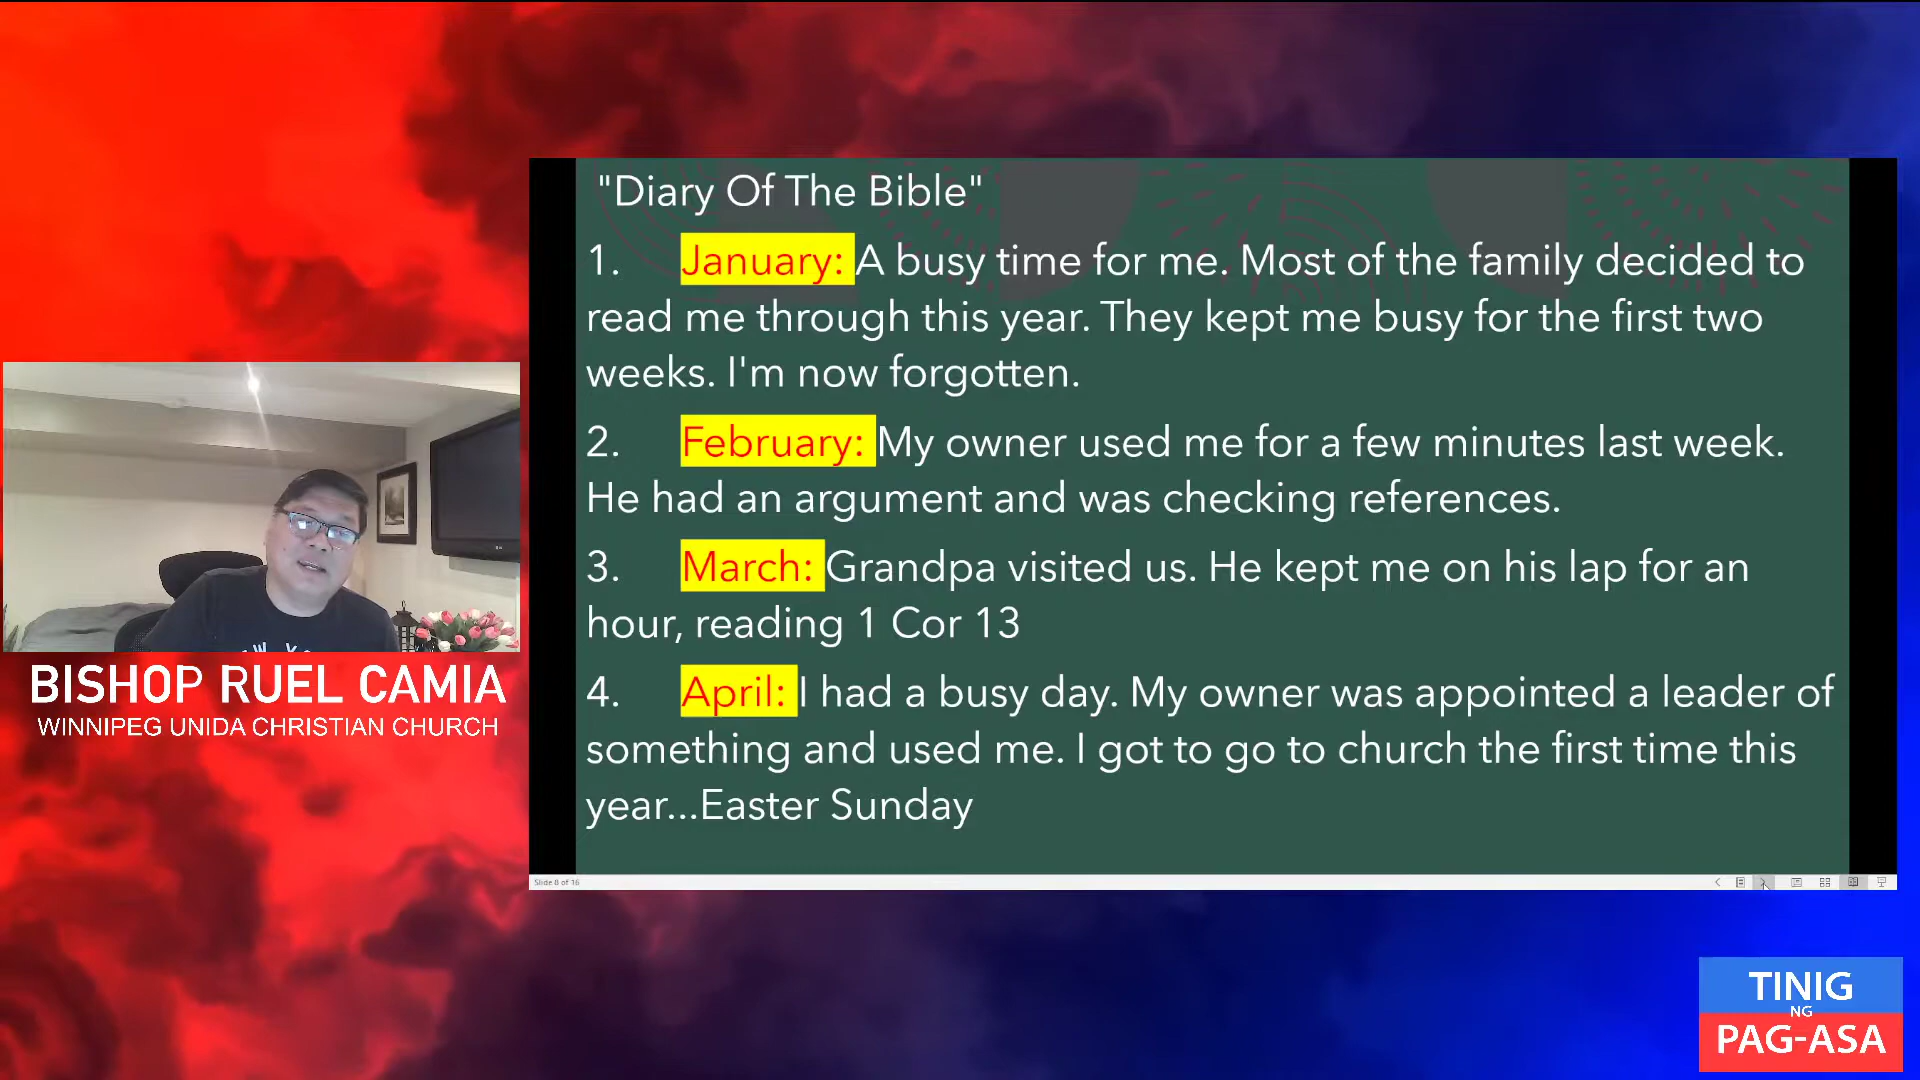 "Diary Of The Bible"
1. January: A busy time for me. Most of the family decided to
read me through this year. They kept me busy for the first two
weeks. I'm now forgotten.
2. February: My owner used me for a few minutes last week.
He had an argument and was checking references.
3. March: Grandpa visited us. He kept me on his lap for an
hour, reading 1 Cor 13
4. April: I had a busy day. My owner was appointed a leader of
something and used me. I got to go to church the first time this
year...Easter Sunday
Slide 8 of 16
BISHOP RUEL CAMIA
WINNIPEG UNIDA CHRISTIAN CHURCH
TINIG
NG
PAG-ASA